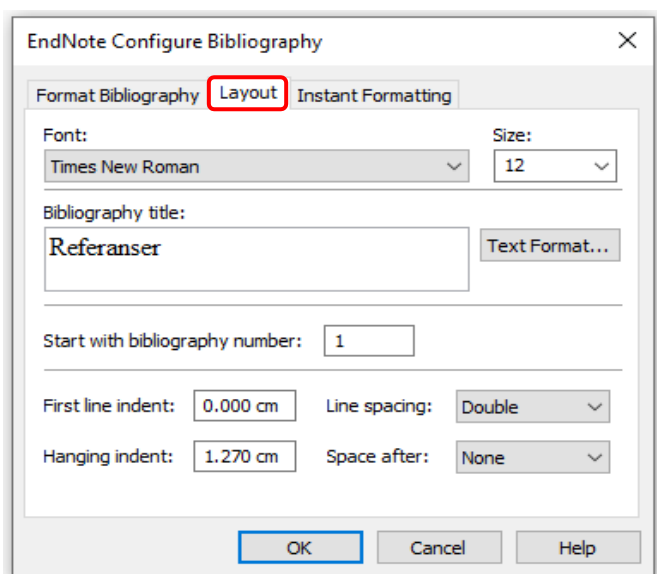 EndNote Configure Bibliography
Format Bibliography Layout Instant Formatting
Font: Size:
Times New Roman 12
Bibliography title:
Referanser Text Format...
Start with bibliography number: 1
First line indent: 0.000 cm Line spacing: Double
Hanging indent: 1.270 cm Space after: None
OK Cancel Help